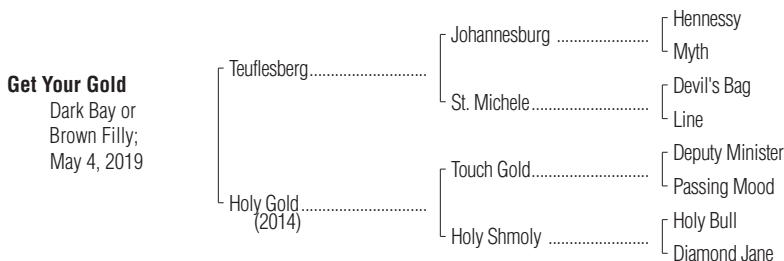 Get Your Gold
Dark Bay or
Brown Filly;
May 4, 2019
Teuflesberg
Holy Gold
(2014)
Johannesburg
St. Michele
Touch Gold
Holy Shmoly
Hennessy
Myth
Devil's Bag
Line
Deputy Minister
Passing Mood
Holy Bull
Diamond Jane